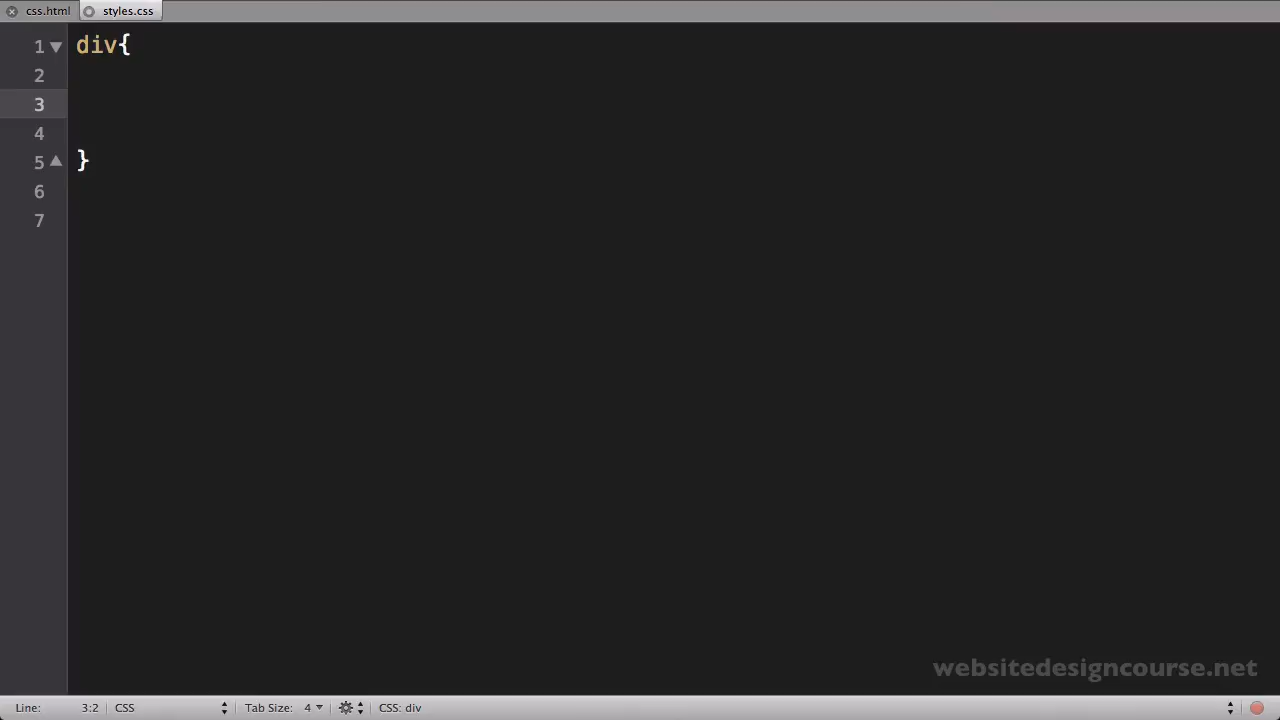 css.html styles.css
1 div{
2
3
4
5 }
6
7
websitedesigncourse.net
Line: 3:2 CSS Tab Size: 4 CSS: div